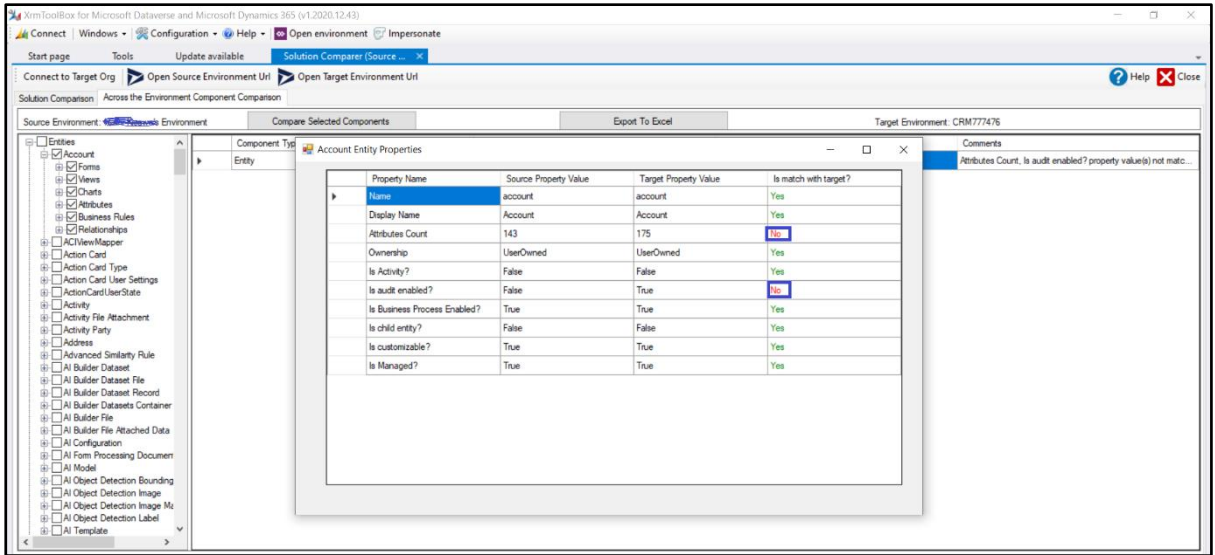 XrmToolBox for Microsoft Dataverse and Microsoft Dynamics 365 (v1.2020.12.43)
Connect Windows Configuration Help Open environment Impersonate
Start page Tools Update available Solution Comparer (Source ...
Connect to Target Org Open Source Environment Url Open Target Environment Url Help Close
Solution Comparison Across the Environment Component Comparison
Source Environment: Environment Compare Selected Components Export To Excel Target Environment: CRM777476
Entities
Account
Forms
Views
Charts
Attributes
Business Rules
Relationships
ACIViewMapper
Action Card
Action Card Type
Action Card User Settings
ActionCardUserState
Activity
Activity File Attachment
Activity Party
Address
Advanced Similarity Rule
AI Builder Dataset
AI Builder Dataset File
AI Builder Dataset Record
AI Builder Datasets Container
AI Builder File
AI Builder File Attached Data
AI Configuration
AI Form Processing Documen
AI Model
AI Object Detection Bounding
AI Object Detection Image
AI Object Detection Image Ma
AI Object Detection Label
AI Template
Component Typ Comments
Entity Attributes Count, Is audit enabled? property value(s) not matc...
Account Entity Properties
Property Name Source Property Value Target Property Value Is match with target?
Name account account Yes
Display Name Account Account Yes
Attributes Count 143 175 No
Ownership UserOwned UserOwned Yes
Is Activity? False False Yes
Is audit enabled? False True No
Is Business Process Enabled? True True Yes
Is child entity? False False Yes
Is customizable? True True Yes
Is Managed? True True Yes